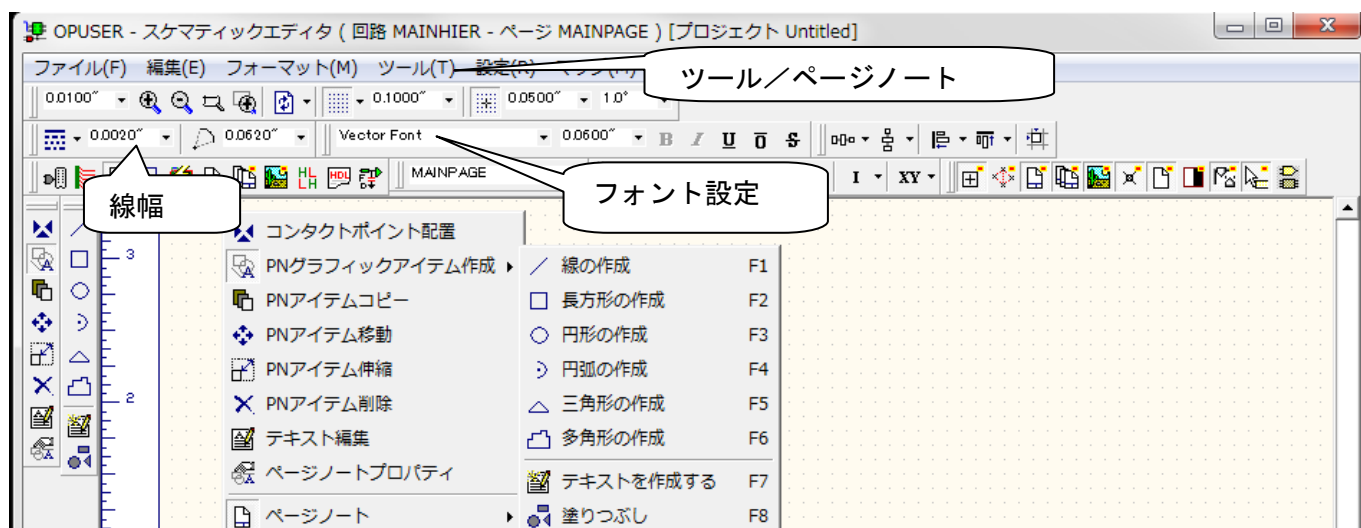 OPUSER - スケマティックエディタ ( 回路 MAINHIER - ページ MAINPAGE ) [プロジェクト Untitled]
ファイル(F) 編集(E) フォーマット(M) ツール(T)
ツール／ページノート
0.0100" 0.1000" 0.0500" 1.0°
0.0020" 0.0620" Vector Font 0.0600" B I U O S
HL LH HDL MAINPAGE I XY
線幅
フォント設定
コンタクトポイント配置
PNグラフィックアイテム作成
PNアイテムコピー
PNアイテム移動
PNアイテム伸縮
PNアイテム削除
テキスト編集
ページノートプロパティ
ページノート
線の作成 F1
長方形の作成 F2
円形の作成 F3
円弧の作成 F4
三角形の作成 F5
多角形の作成 F6
テキストを作成する F7
塗りつぶし F8
3
2